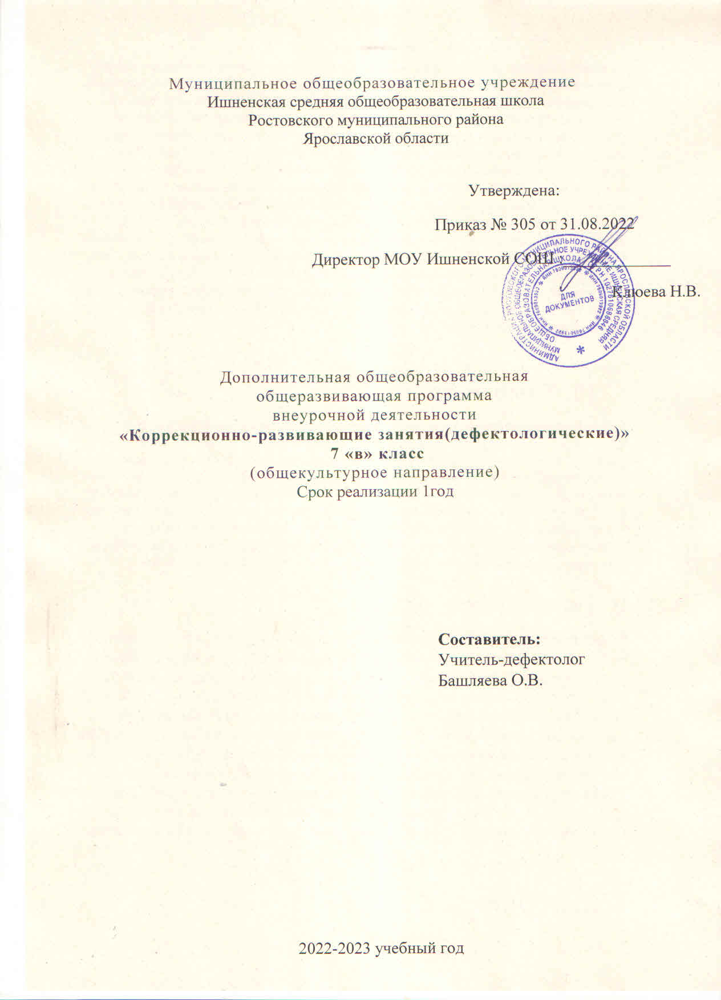 Муниципальное общеобразовательное учреждение
Ишненская средняя общеобразовательная школа
Ростовского муниципального района
Ярославской области
Утверждена:
Приказ № 305 от 31.08.2022
Директор МОУ Ишненской СОШ :
Клюева Н.В.
ДЛЯ
ДОКУМЕНТОВ
Дополнительная общеобразовательная
общеразвивающая программа
внеурочной деятельности
«Коррекционно-развивающие занятия(дефектологические)»
7 «в» класс
(общекультурное направление)
Срок реализации 1год
Составитель:
Учитель-дефектолог
Башляева О.В.
2022-2023 учебный год